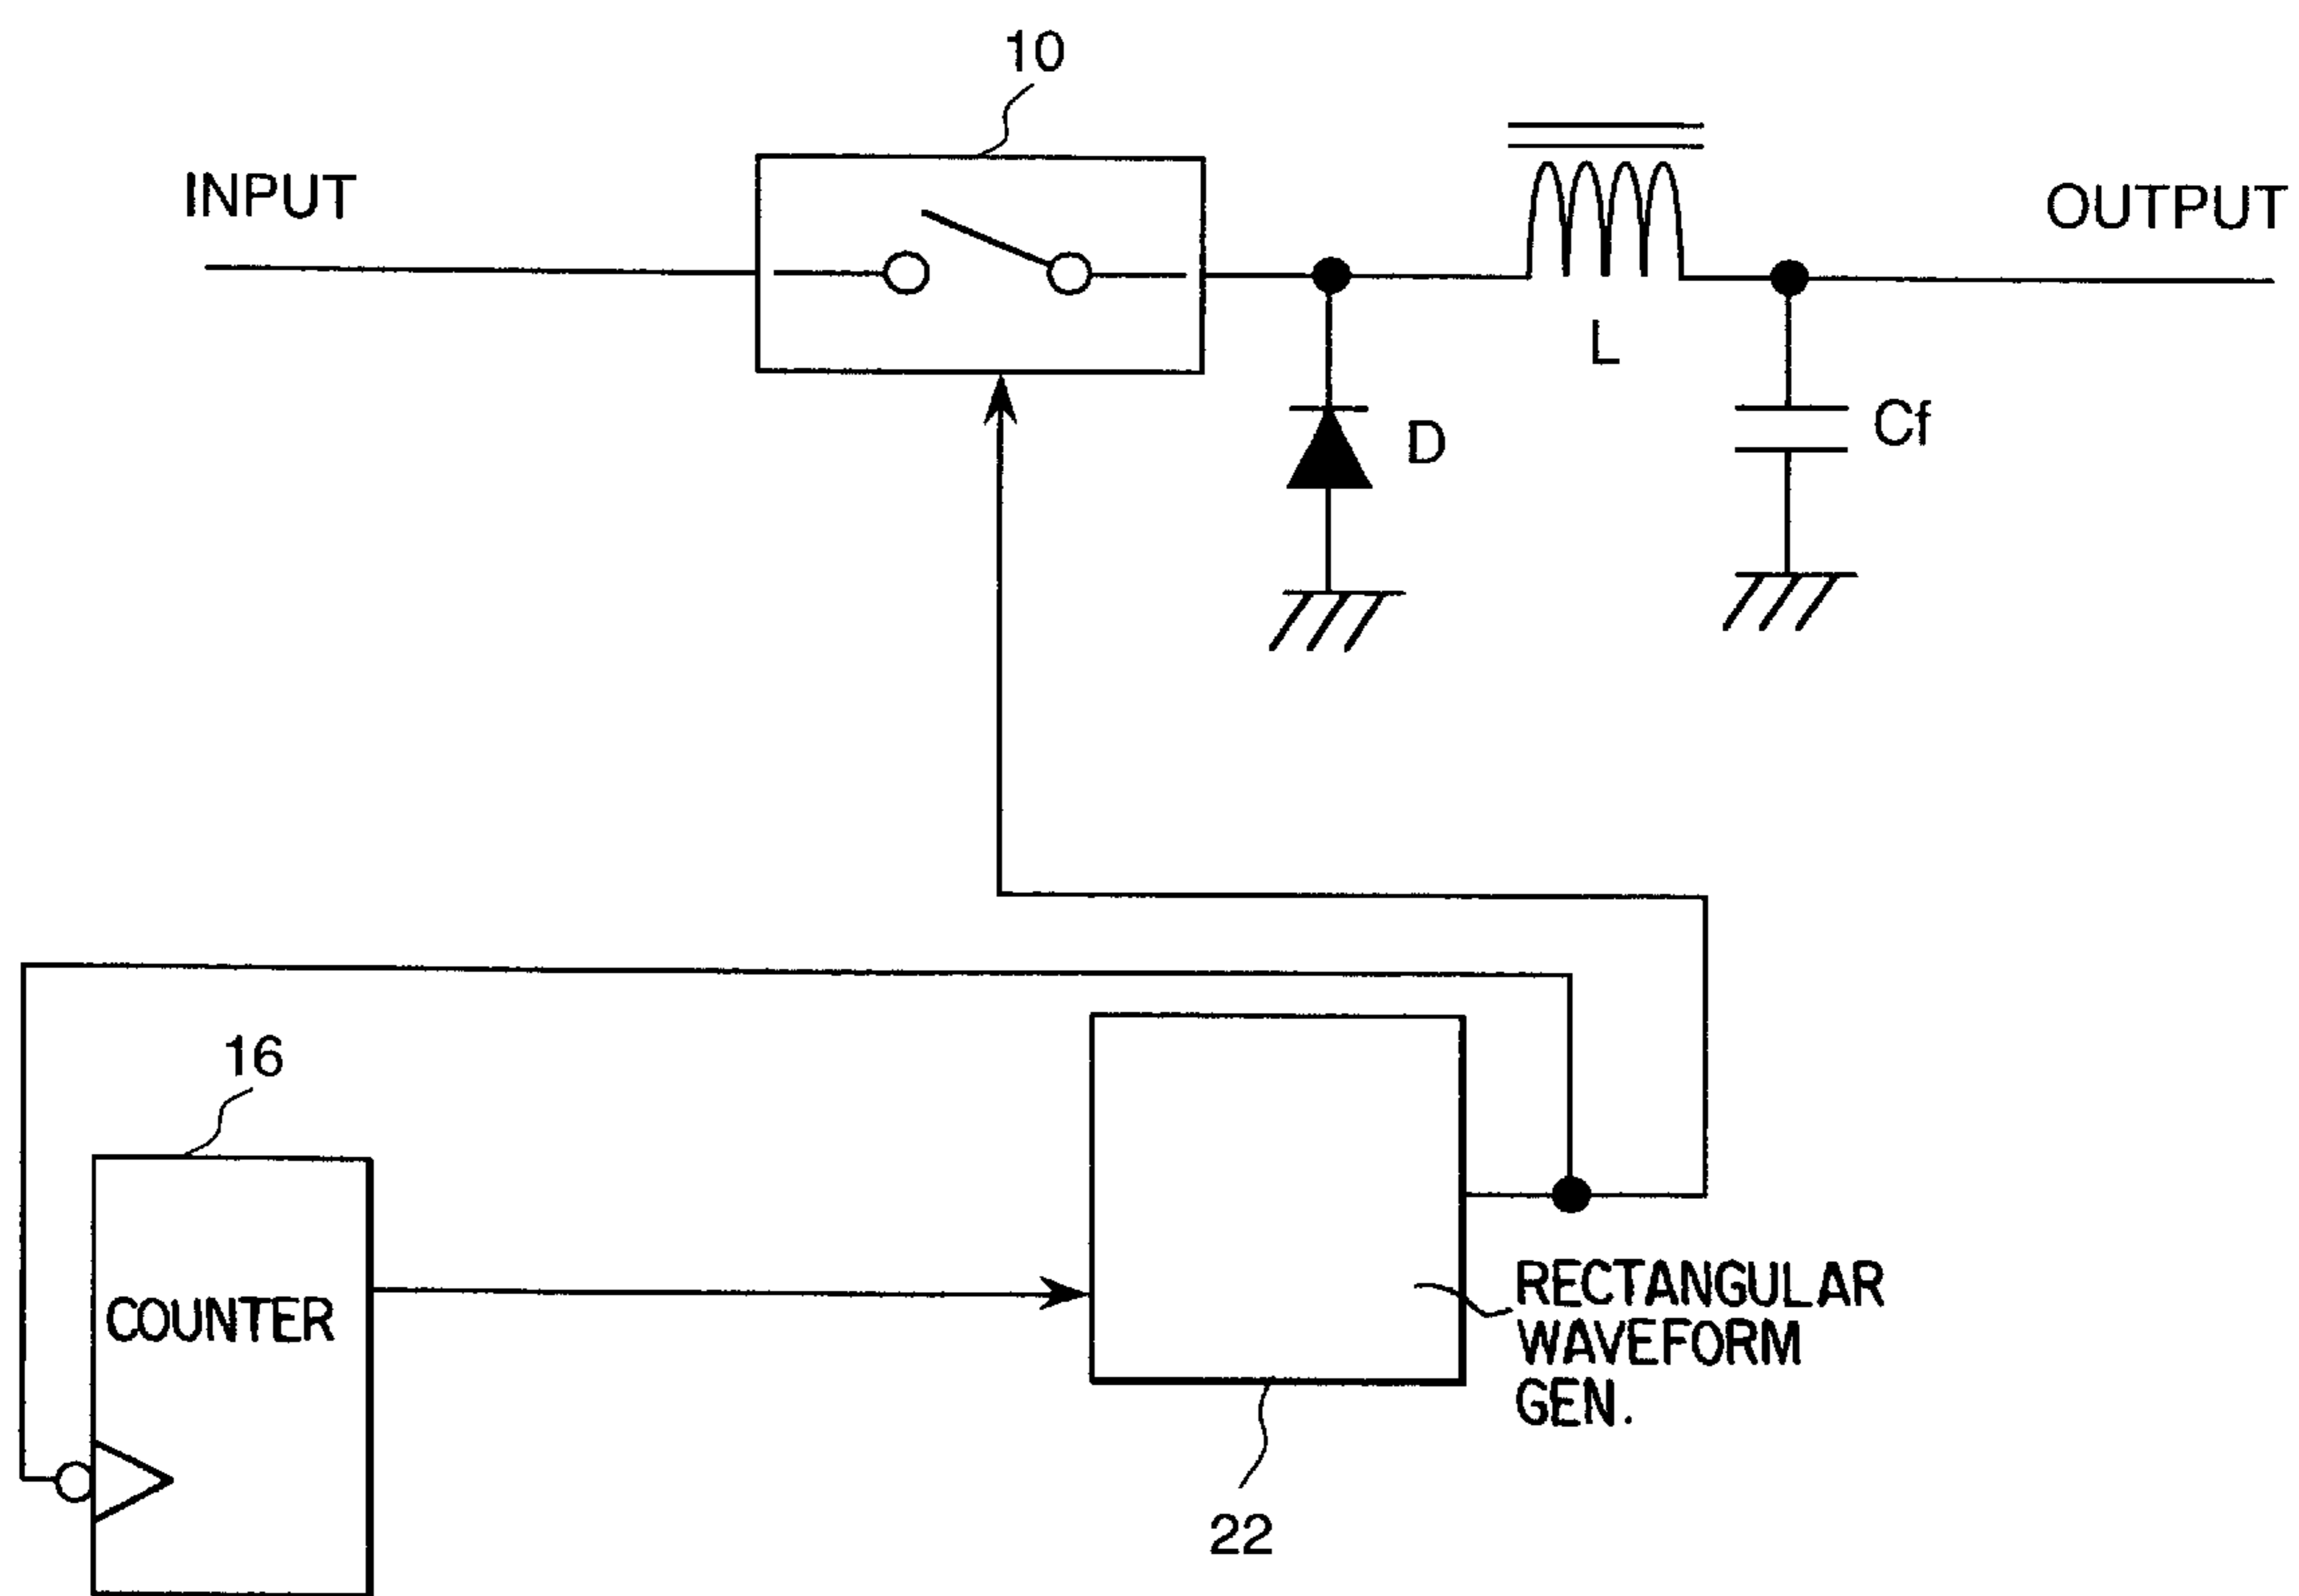 10
INPUT
OUTPUT
L
Cf
D
16
COUNTER
RECTANGULAR
WAVEFORM
GEN.
22